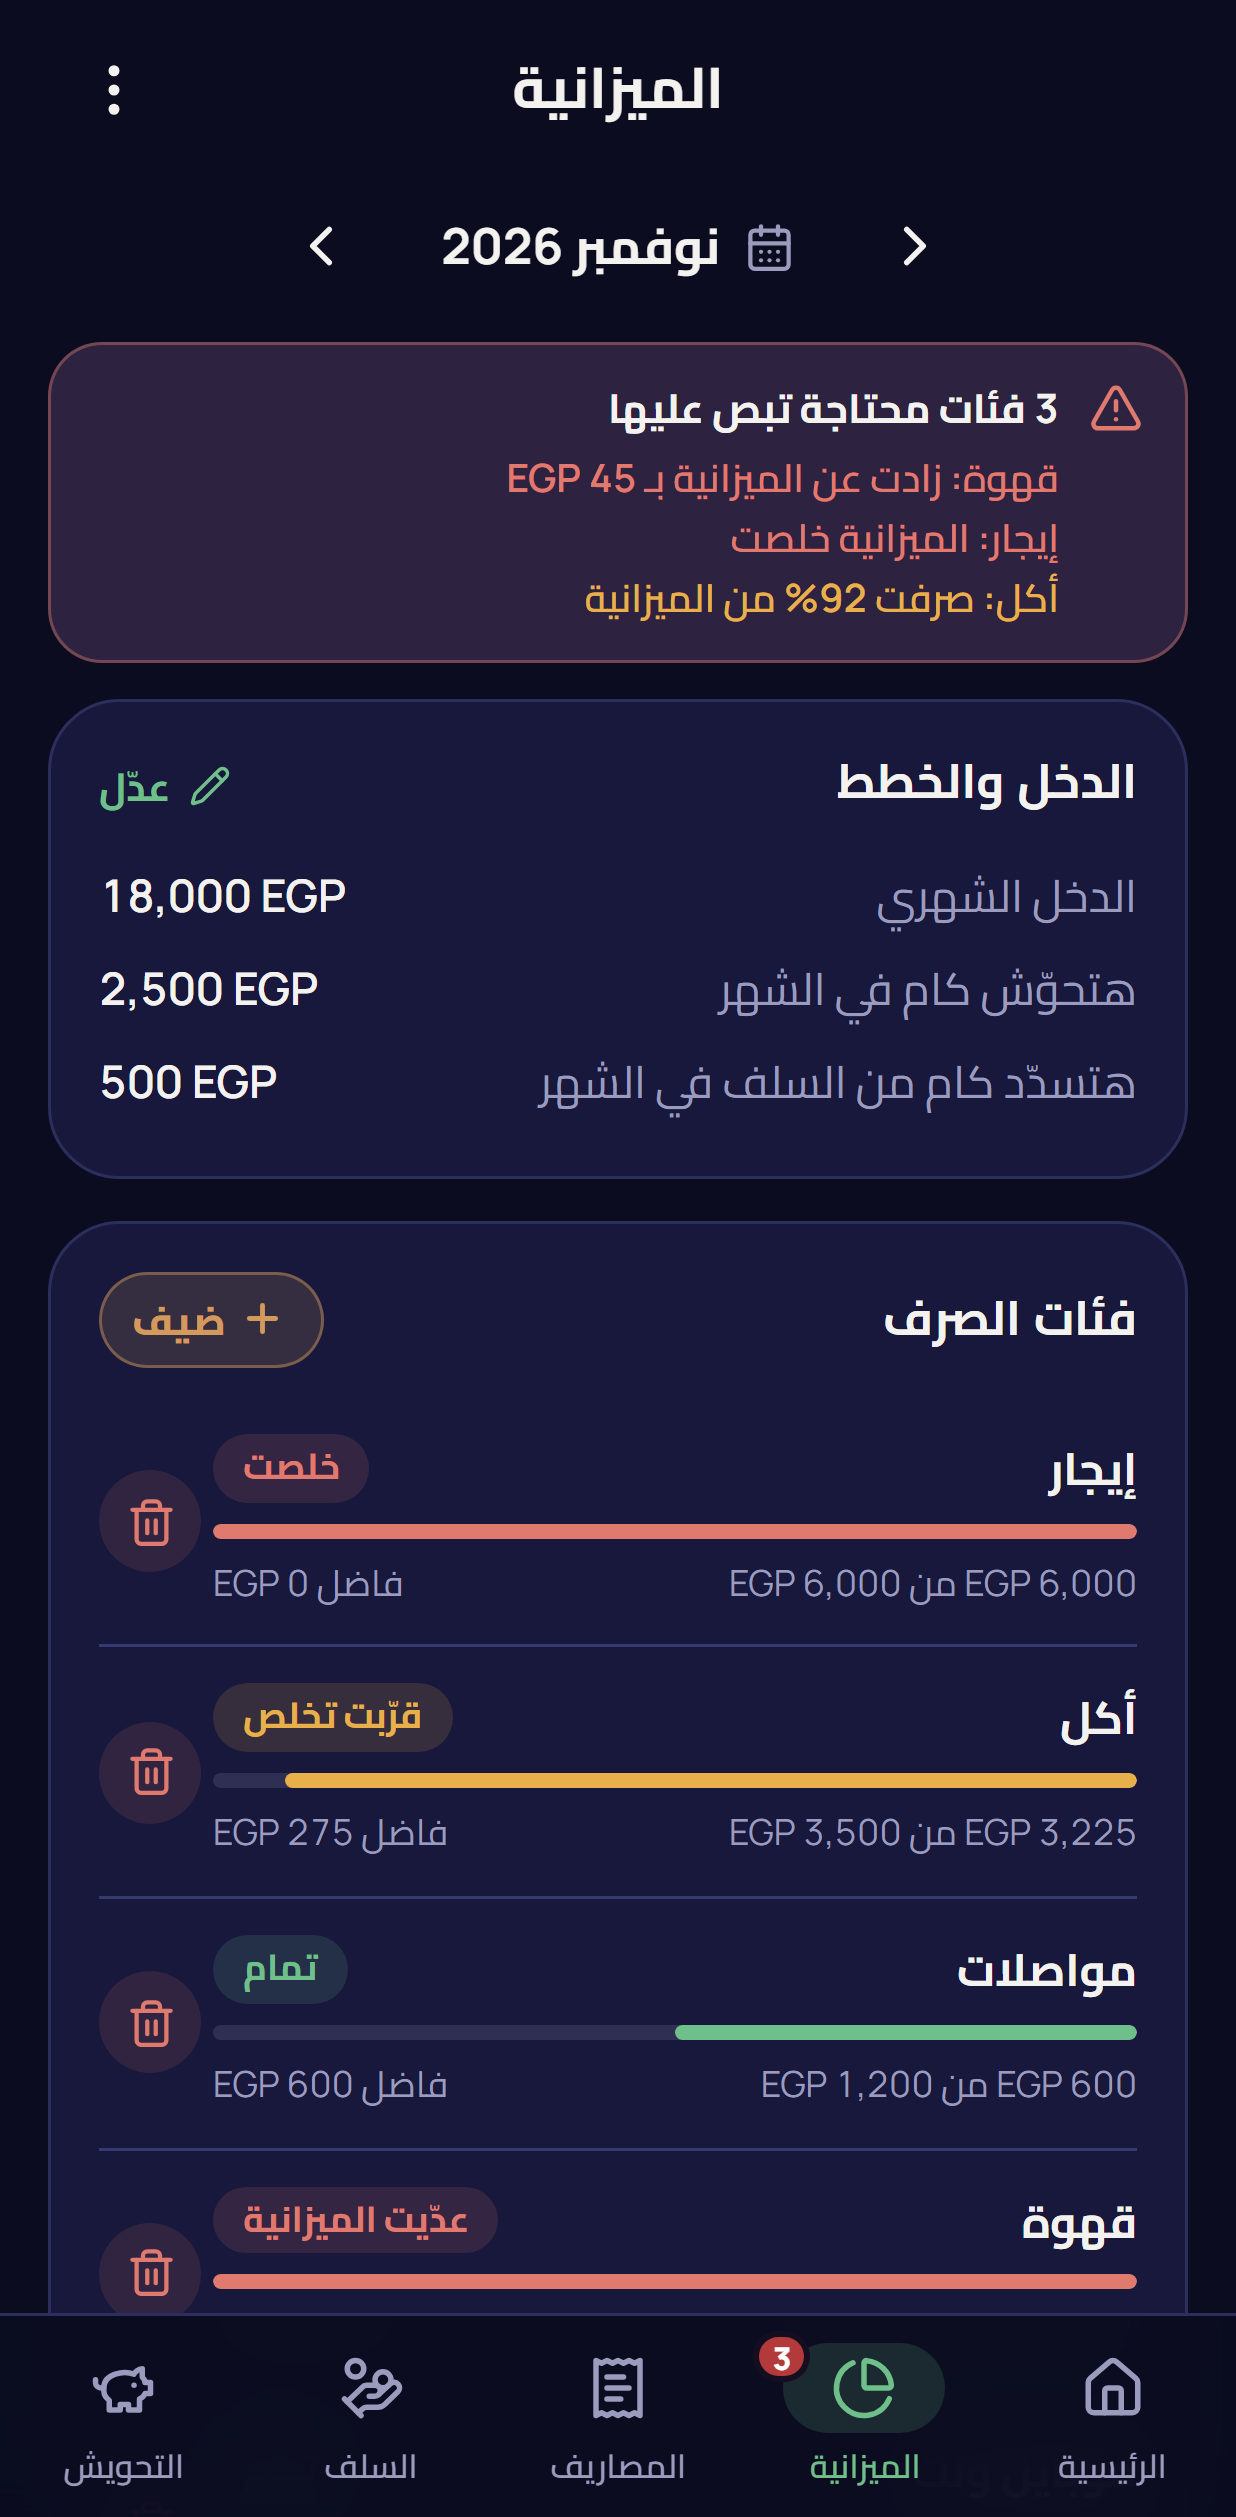 الميزانية
نوفمبر 2026
3 فئات محتاجة تبص عليها
قهوة: زادت عن الميزانية بـ 45 EGP
إيجار: الميزانية خلصت
أكل: صرفت 92% من الميزانية
الدخل والخطط
عدّل
الدخل الشهري
18,000 EGP
هتحوّش كام في الشهر
2,500 EGP
هتسدّد كام من السلف في الشهر
500 EGP
فئات الصرف
ضيف
إيجار
خلصت
6,000 EGP من 6,000 EGP
فاضل 0 EGP
أكل
قرّبت تخلص
3,225 EGP من 3,500 EGP
فاضل 275 EGP
مواصلات
تمام
600 EGP من 1,200 EGP
فاضل 600 EGP
قهوة
عدّيت الميزانية
الرئيسية
3
الميزانية
المصاريف
السلف
التحويش